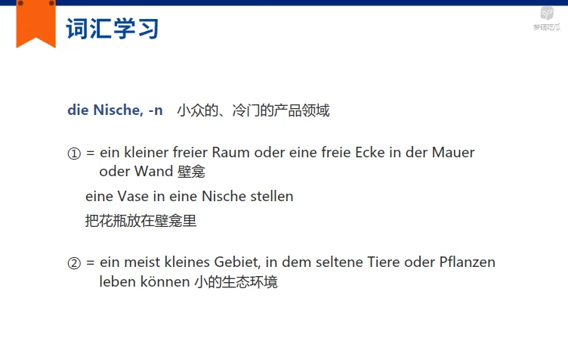 词汇学习
die Nische, -n 小众的、冷门的产品领域
① = ein kleiner freier Raum oder eine freie Ecke in der Mauer
oder Wand 壁龛
eine Vase in eine Nische stellen
把花瓶放在壁龛里
② = ein meist kleines Gebiet, in dem seltene Tiere oder Pflanzen
leben können 小的生态环境